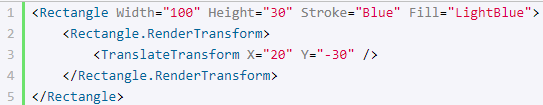 1 <Rectangle Width="100" Height="30" Stroke="Blue" Fill="LightBlue">
2     <Rectangle.RenderTransform>
3         <TranslateTransform X="20" Y="-30" />
4     </Rectangle.RenderTransform>
5 </Rectangle>